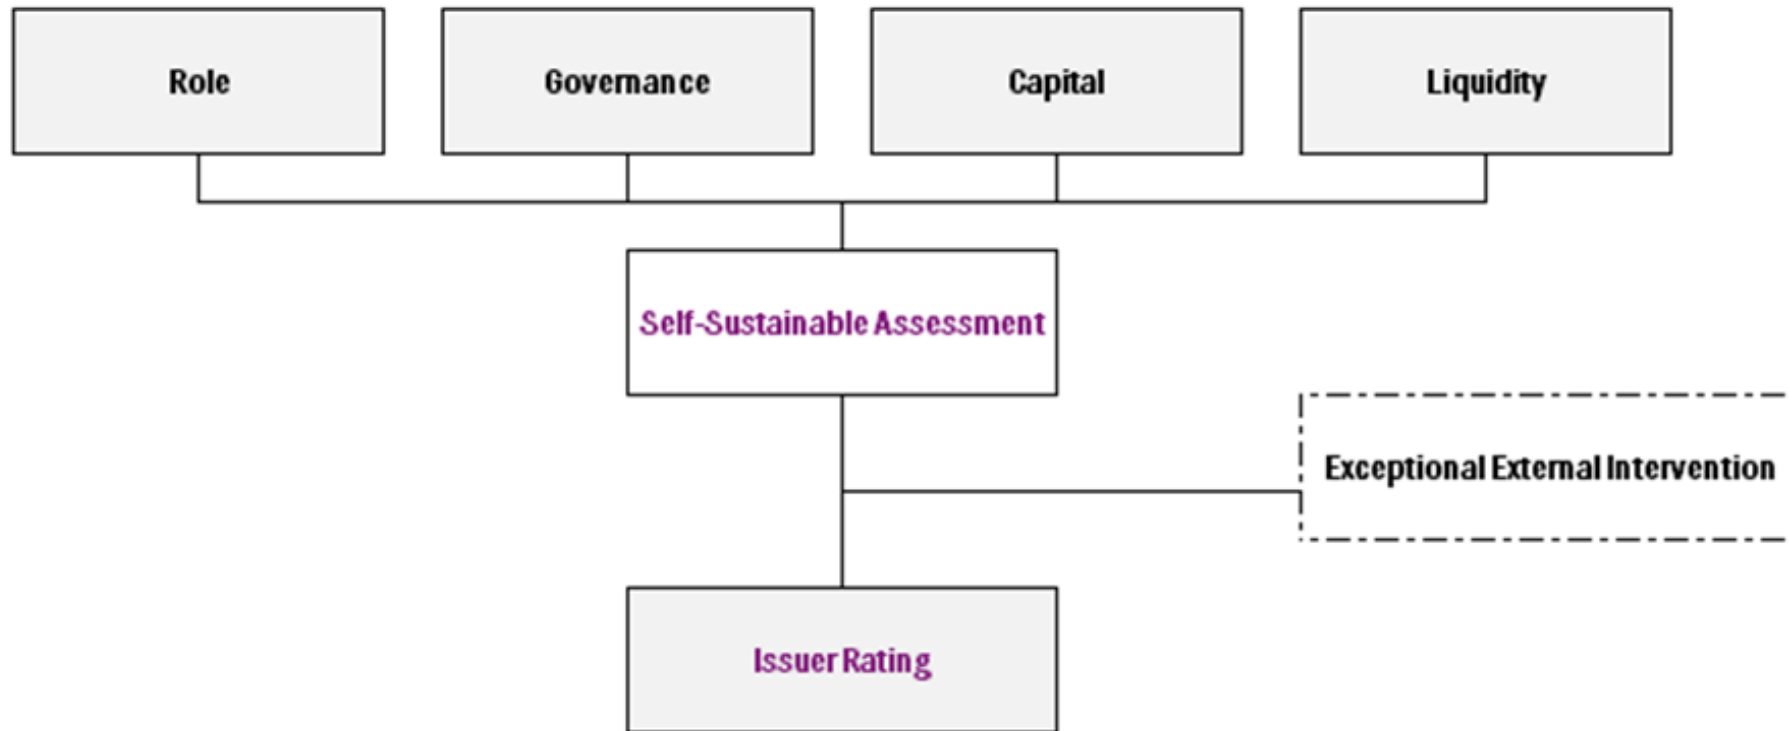 Role
Governance
Capital
Liquidity
Self-Sustainable Assessment
Exceptional External Intervention
Issuer Rating